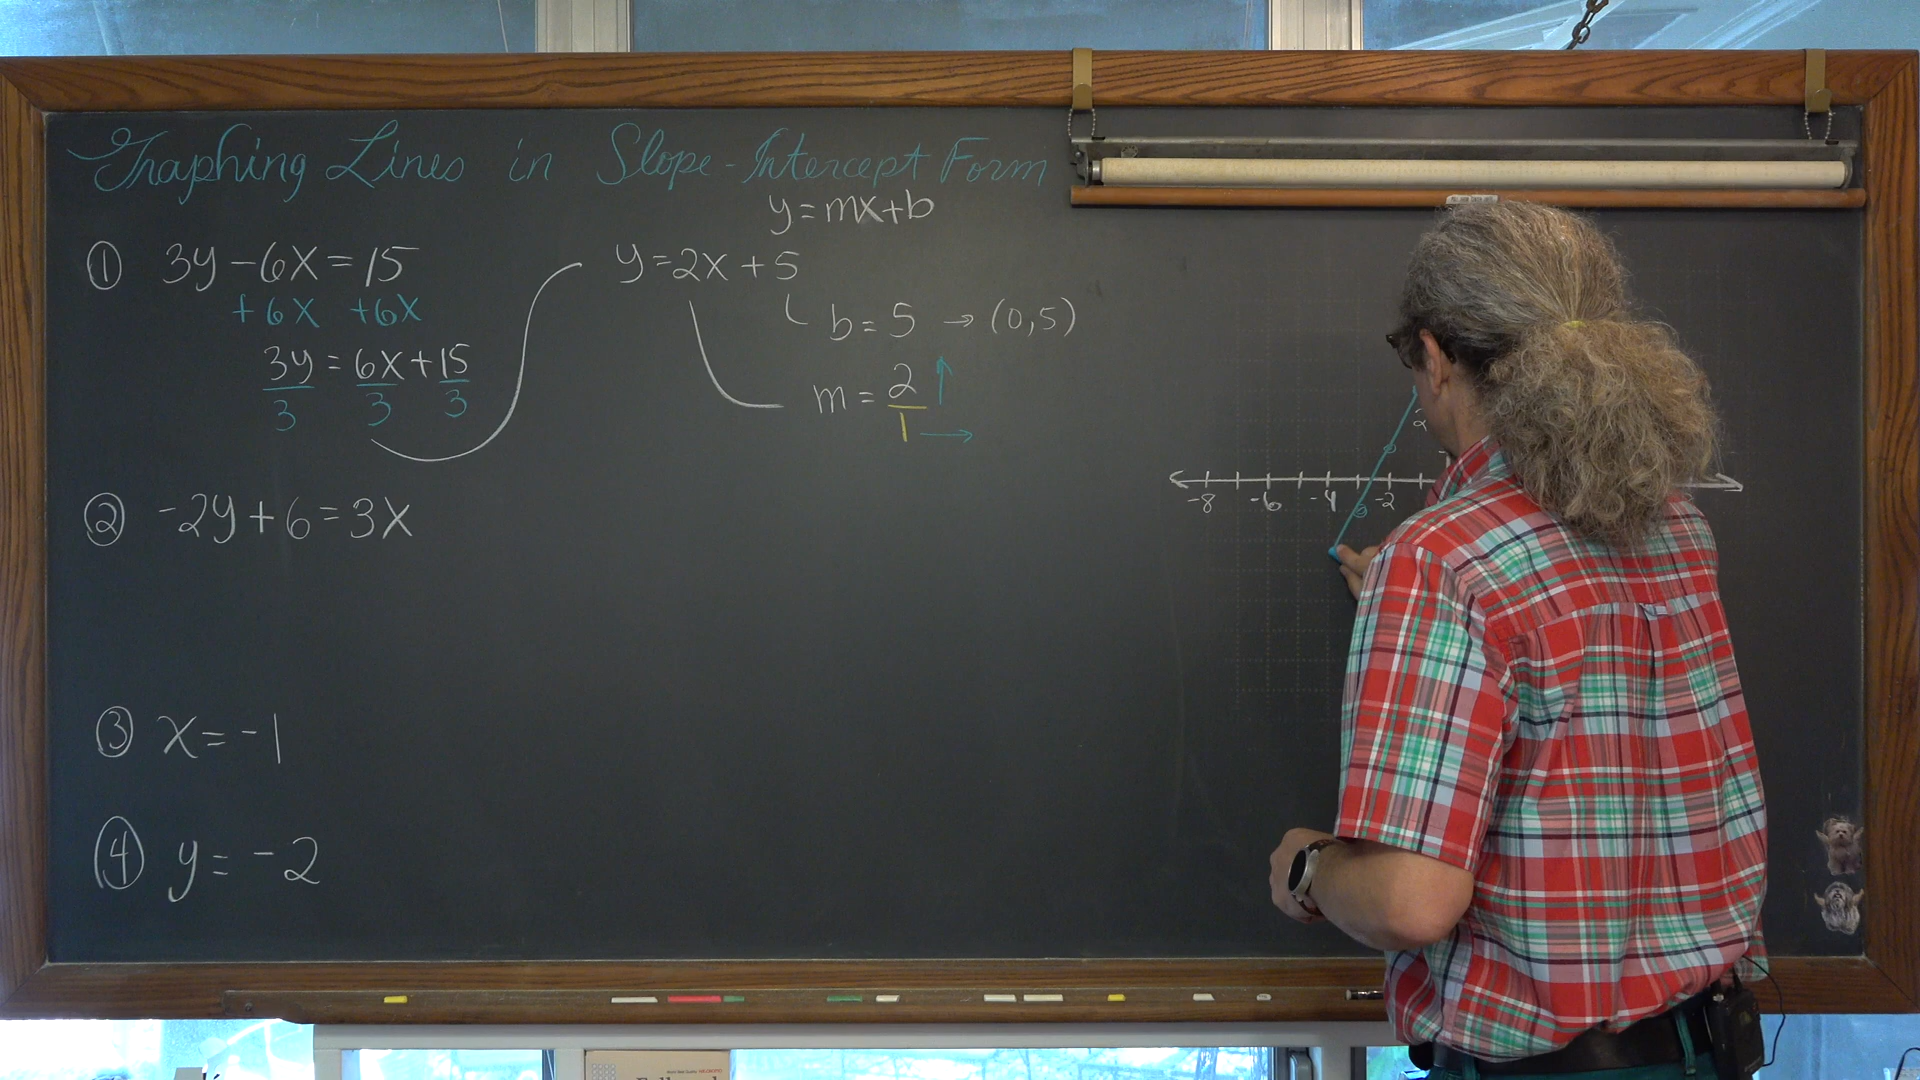 Graphing Lines in Slope-Intercept Form
y=mx+b
① 3y-6x=15
+6x +6x
3y = 6x+15
3 3 3
y=2x+5
b=5 → (0,5)
m = 2 ↑
1 →
② -2y+6=3x
③ x=-1
④ y=-2
2
-8 -6 -4 -2